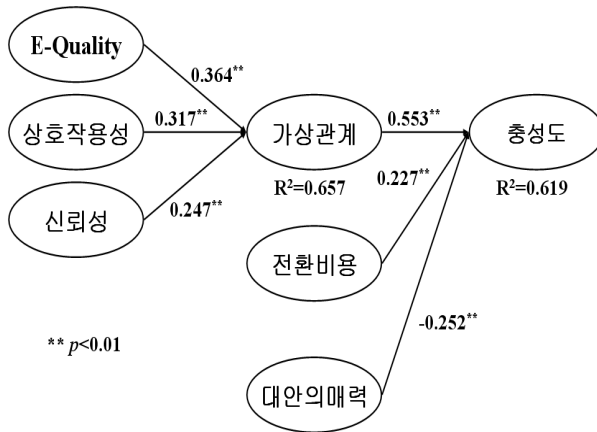 E-Quality
0.364**
상호작용성
0.317**
가상관계
0.553**
충성도
R²=0.657
0.227**
R²=0.619
신뢰성
0.247**
전환비용
-0.252**
** p<0.01
대안의매력